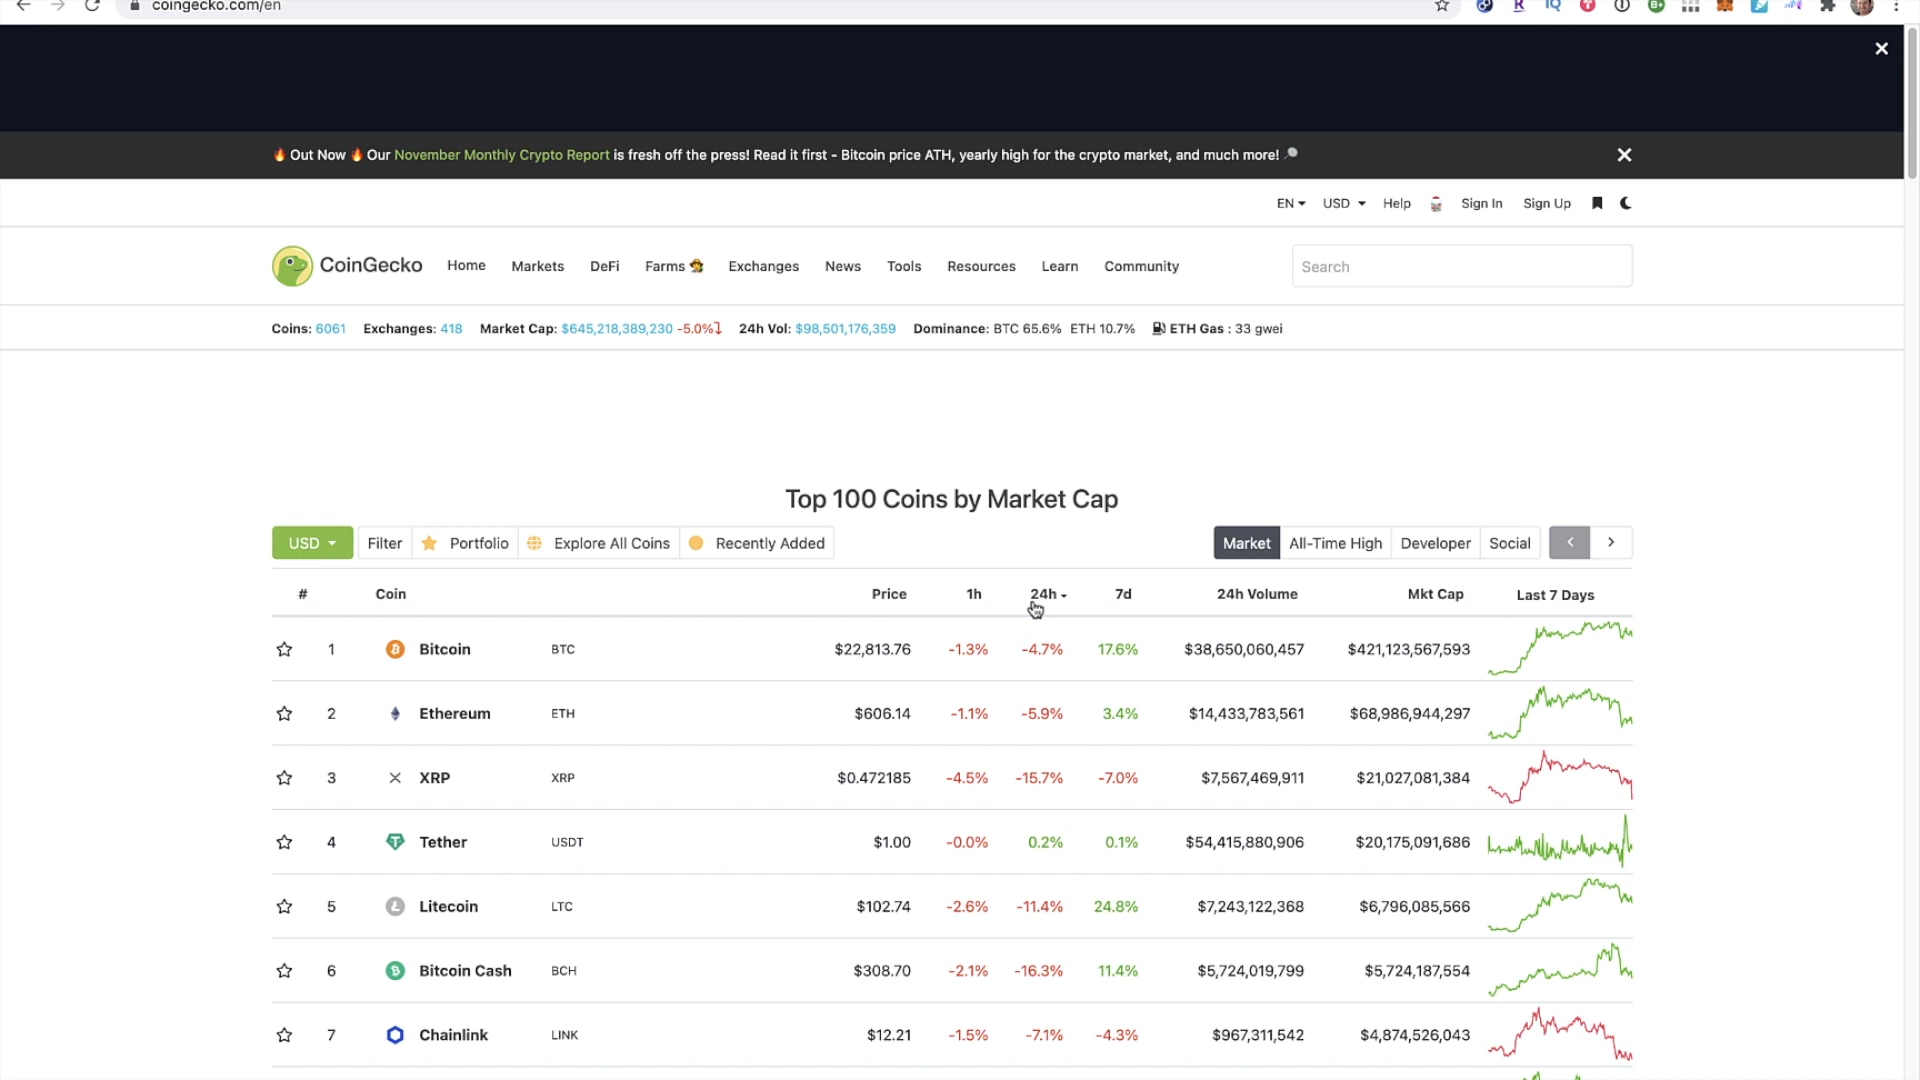 coingecko.com/en
🔥 Out Now 🔥 Our November Monthly Crypto Report is fresh off the press! Read it first - Bitcoin price ATH, yearly high for the crypto market, and much more!
EN USD Help Sign In Sign Up
CoinGecko Home Markets DeFi Farms Exchanges News Tools Resources Learn Community Search
Coins: 6061 Exchanges: 418 Market Cap: $645,218,389,230 -5.0% 24h Vol: $98,501,176,359 Dominance: BTC 65.6% ETH 10.7% ETH Gas : 33 gwei
Top 100 Coins by Market Cap
USD Filter Portfolio Explore All Coins Recently Added Market All-Time High Developer Social
# Coin Price 1h 24h 7d 24h Volume Mkt Cap Last 7 Days
1 Bitcoin BTC $22,813.76 -1.3% -4.7% 17.6% $38,650,060,457 $421,123,567,593
2 Ethereum ETH $606.14 -1.1% -5.9% 3.4% $14,433,783,561 $68,986,944,297
3 XRP XRP $0.472185 -4.5% -15.7% -7.0% $7,567,469,911 $21,027,081,384
4 Tether USDT $1.00 -0.0% 0.2% 0.1% $54,415,880,906 $20,175,091,686
5 Litecoin LTC $102.74 -2.6% -11.4% 24.8% $7,243,122,368 $6,796,085,566
6 Bitcoin Cash BCH $308.70 -2.1% -16.3% 11.4% $5,724,019,799 $5,724,187,554
7 Chainlink LINK $12.21 -1.5% -7.1% -4.3% $967,311,542 $4,874,526,043